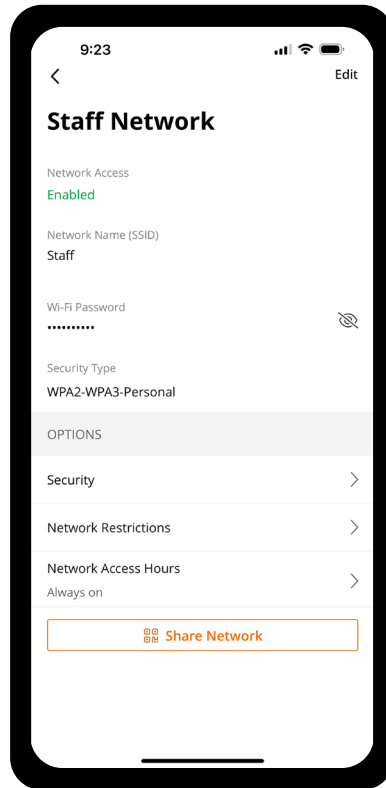 9:23
Edit
Staff Network
Network Access
Enabled
Network Name (SSID)
Staff
Wi-Fi Password
••••••••••
Security Type
WPA2-WPA3-Personal
OPTIONS
Security
Network Restrictions
Network Access Hours
Always on
Share Network